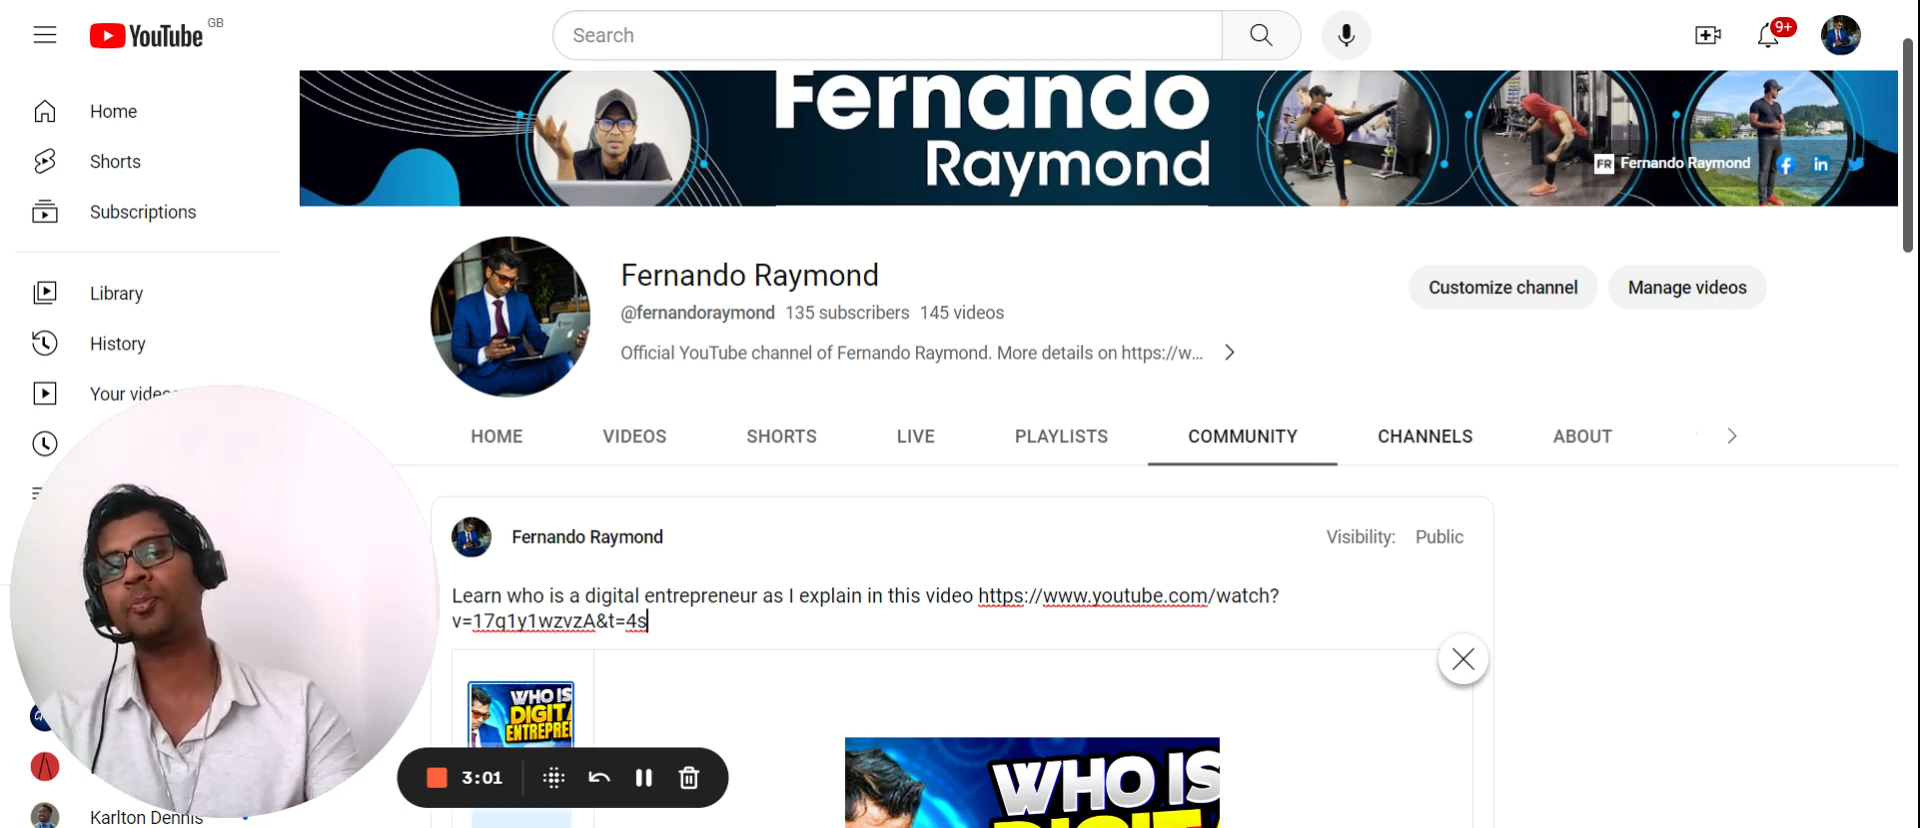 YouTube GB
Search
9+
Home
Shorts
Subscriptions
Library
History
Your videos
Karlton Dennis
Fernando
Raymond
FR Fernando Raymond
Fernando Raymond
@fernandoraymond 135 subscribers 145 videos
Official YouTube channel of Fernando Raymond. More details on https://w...
Customize channel
Manage videos
HOME VIDEOS SHORTS LIVE PLAYLISTS COMMUNITY CHANNELS ABOUT
Fernando Raymond
Visibility: Public
Learn who is a digital entrepreneur as I explain in this video https://www.youtube.com/watch?
v=17q1y1wzvzA&t=4s
WHO IS
DIGIT
ENTREPRE
3:01
WHO IS